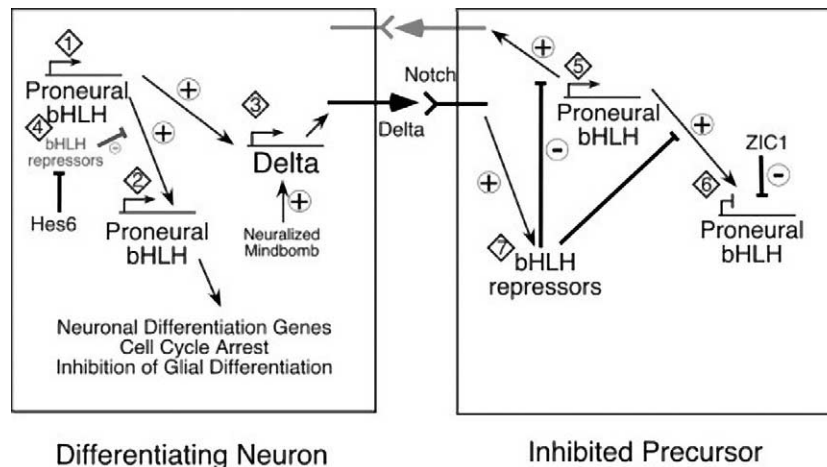 1
Proneural
bHLH
4
bHLH
repressors
Hes6
+
-
2
Proneural
bHLH
+
3
Delta
+
Neuralized
Mindbomb
Neuronal Differentiation Genes
Cell Cycle Arrest
Inhibition of Glial Differentiation
Differentiating Neuron
Notch
Delta
+
5
Proneural
bHLH
+
-
+
7
bHLH
repressors
ZIC1
-
6
Proneural
bHLH
Inhibited Precursor